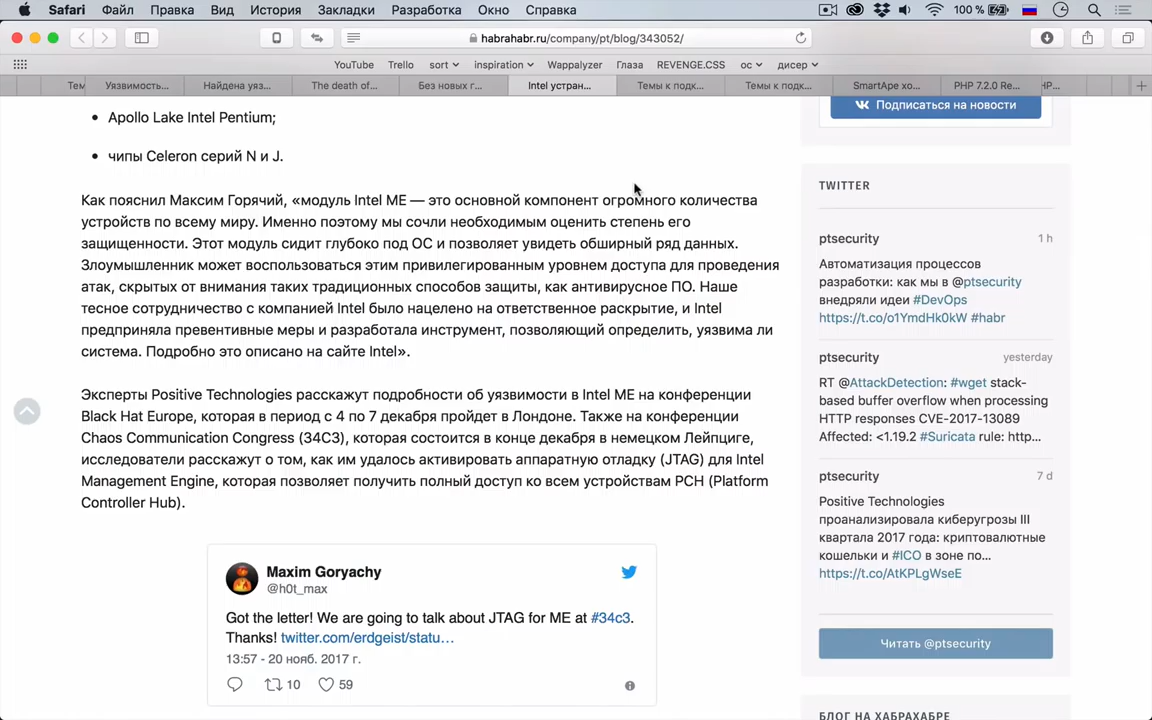 Safari Файл Правка Вид История Закладки Разработка Окно Справка 100 %
habrahabr.ru/company/pt/blog/343052/
YouTube Trello sort inspiration Wappalyzer Глаза REVENGE.CSS ос дисер
Тем Уязвимость... Найдена уяз... The death of... Без новых г... Intel устран... Темы к подк... Темы к подк... SmartApe хо... PHP 7.2.0 Re... HP...
Apollo Lake Intel Pentium;
чипы Celeron серий N и J.
Как пояснил Максим Горячий, «модуль Intel ME — это основной компонент огромного количества
устройств по всему миру. Именно поэтому мы сочли необходимым оценить степень его
защищенности. Этот модуль сидит глубоко под ОС и позволяет увидеть обширный ряд данных.
Злоумышленник может воспользоваться этим привилегированным уровнем доступа для проведения
атак, скрытых от внимания таких традиционных способов защиты, как антивирусное ПО. Наше
тесное сотрудничество с компанией Intel было нацелено на ответственное раскрытие, и Intel
предприняла превентивные меры и разработала инструмент, позволяющий определить, уязвима ли
система. Подробно это описано на сайте Intel».
Эксперты Positive Technologies расскажут подробности об уязвимости в Intel ME на конференции
Black Hat Europe, которая в период с 4 по 7 декабря пройдет в Лондоне. Также на конференции
Chaos Communication Congress (34C3), которая состоится в конце декабря в немецком Лейпциге,
исследователи расскажут о том, как им удалось активировать аппаратную отладку (JTAG) для Intel
Management Engine, которая позволяет получить полный доступ ко всем устройствам PCH (Platform
Controller Hub).
Maxim Goryachy
@h0t_max
Got the letter! We are going to talk about JTAG for ME at #34c3.
Thanks! twitter.com/erdgeist/statu…
13:57 - 20 нояб. 2017 г.
10 59
Подписаться на новости
TWITTER
ptsecurity 1 h
Автоматизация процессов
разработки: как мы в @ptsecurity
внедряли идеи #DevOps
https://t.co/o1YmdHk0kW #habr
ptsecurity yesterday
RT @AttackDetection: #wget stack-
based buffer overflow when processing
HTTP responses CVE-2017-13089
Affected: <1.19.2 #Suricata rule: http...
ptsecurity 7 d
Positive Technologies
проанализировала киберугрозы III
квартала 2017 года: криптовалютные
кошельки и #ICO в зоне по...
https://t.co/AtKPLgWseE
Читать @ptsecurity
БЛОГ НА ХАБРАХАБРЕ